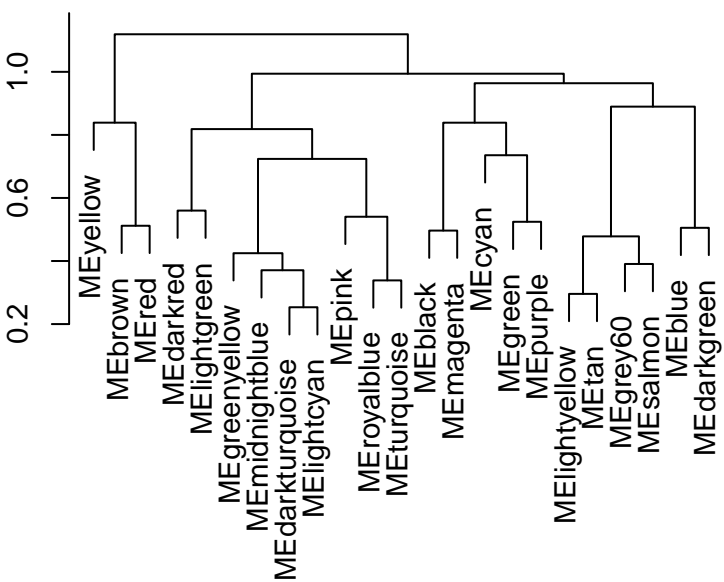 1.0
0.6
0.2
MEyellow
MEbrown
MEred
MEdarkred
MElightgreen
MEgreenyellow
MEmidnightblue
MEdarkturquoise
MElightcyan
MEpink
MEroyalblue
MEturquoise
MEblack
MEmagenta
MEcyan
MEgreen
MEpurple
MElightyellow
MEtan
MEgrey60
MEsalmon
MEblue
MEdarkgreen